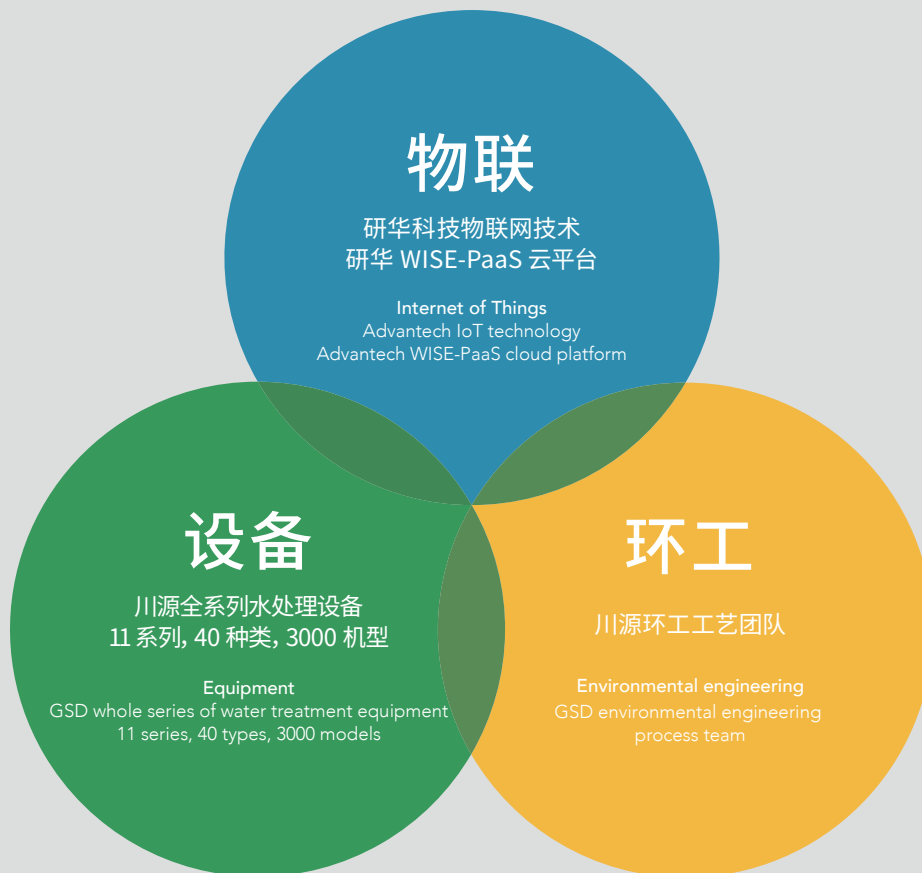 物联
研华科技物联网技术
研华 WISE-PaaS 云平台
Internet of Things
Advantech IoT technology
Advantech WISE-PaaS cloud platform
设备
川源全系列水处理设备
11 系列, 40 种类, 3000 机型
Equipment
GSD whole series of water treatment equipment
11 series, 40 types, 3000 models
环工
川源环工工艺团队
Environmental engineering
GSD environmental engineering
process team